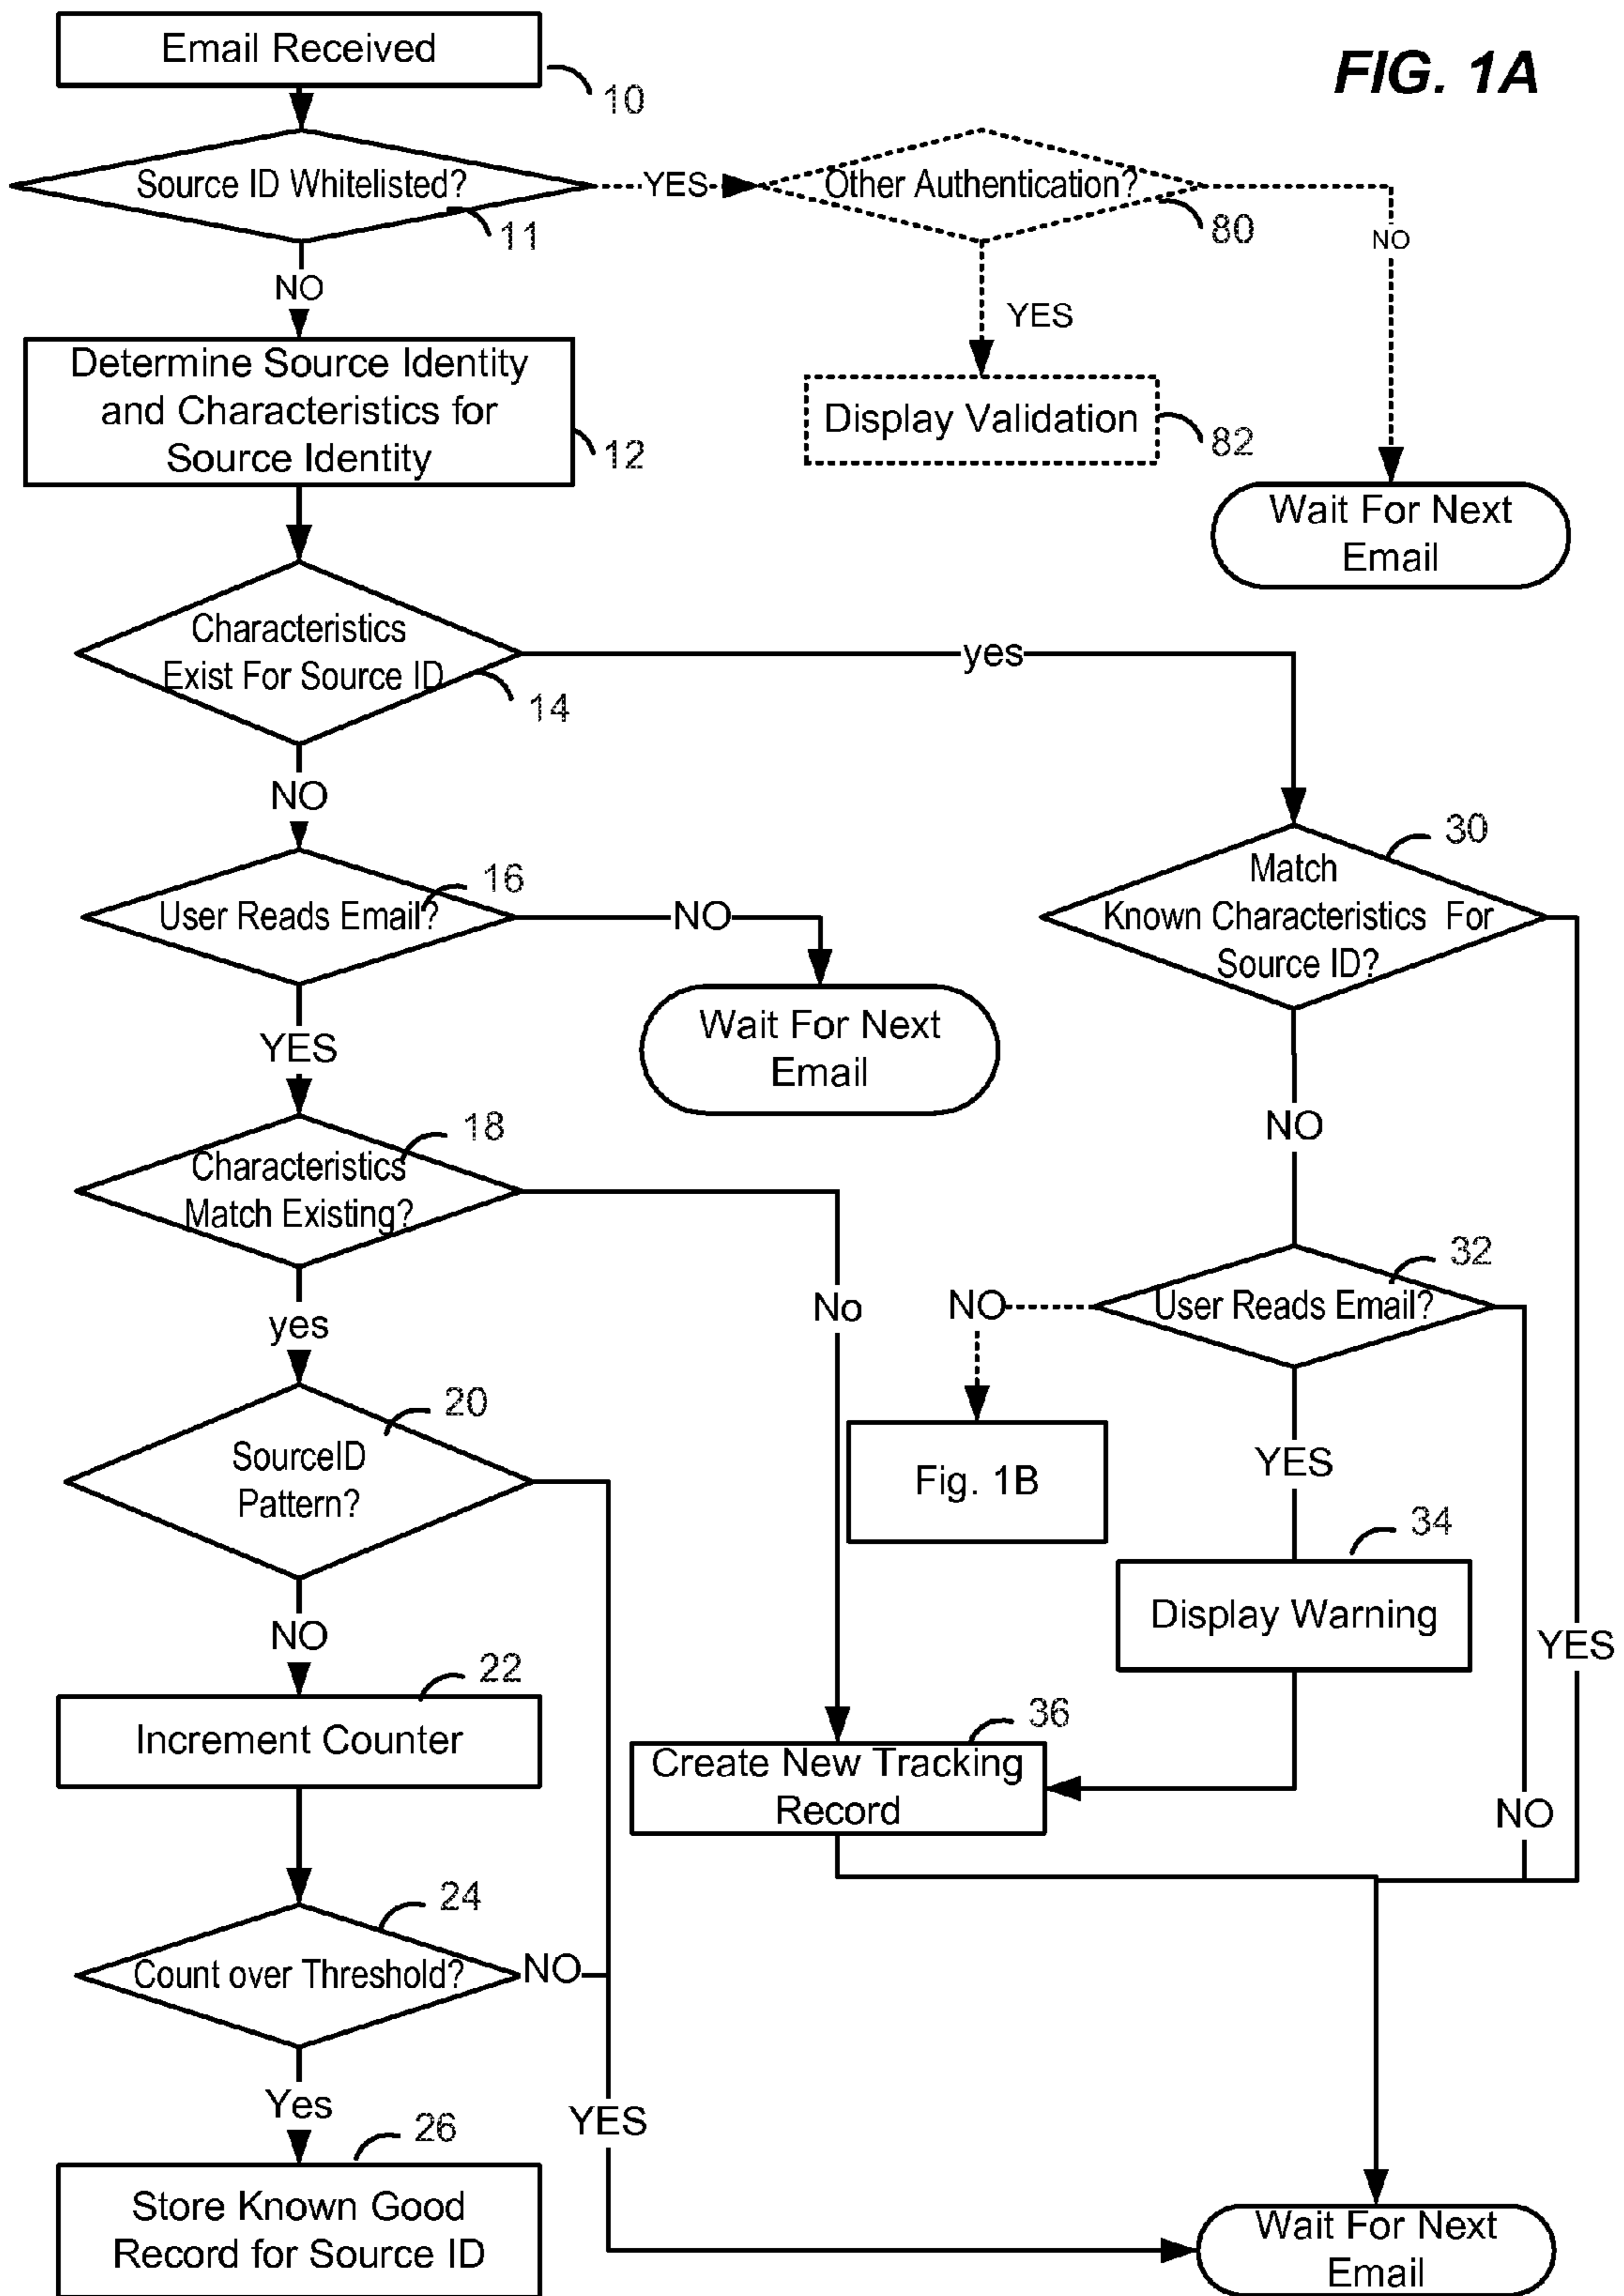 FIG. 1A
Email Received
10
Source ID Whitelisted?
11
YES
Other Authentication?
80
NO
NO
YES
Determine Source Identity
and Characteristics for
Source Identity
12
Display Validation
82
Wait For Next
Email
Characteristics
Exist For Source ID
14
yes
NO
User Reads Email?
16
NO
Wait For Next
Email
30
Match
Known Characteristics For
Source ID?
YES
NO
18
Characteristics
Match Existing?
No
32
User Reads Email?
NO
yes
Fig. 1B
YES
20
SourceID
Pattern?
34
Display Warning
NO
YES
22
Increment Counter
36
Create New Tracking
Record
NO
24
Count over Threshold?
NO
Yes
YES
26
Store Known Good
Record for Source ID
Wait For Next
Email